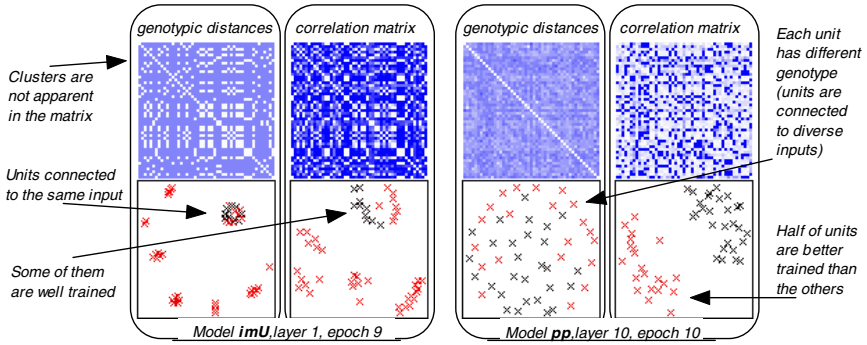 genotypic distances
correlation matrix
genotypic distances
correlation matrix
Clusters are
not apparent
in the matrix
Units connected
to the same input
Some of them
are well trained
Each unit
has different
genotype
(units are
connected
to diverse
inputs)
Half of units
are better
trained than
the others
Model imU,layer 1, epoch 9
Model pp,layer 10, epoch 10